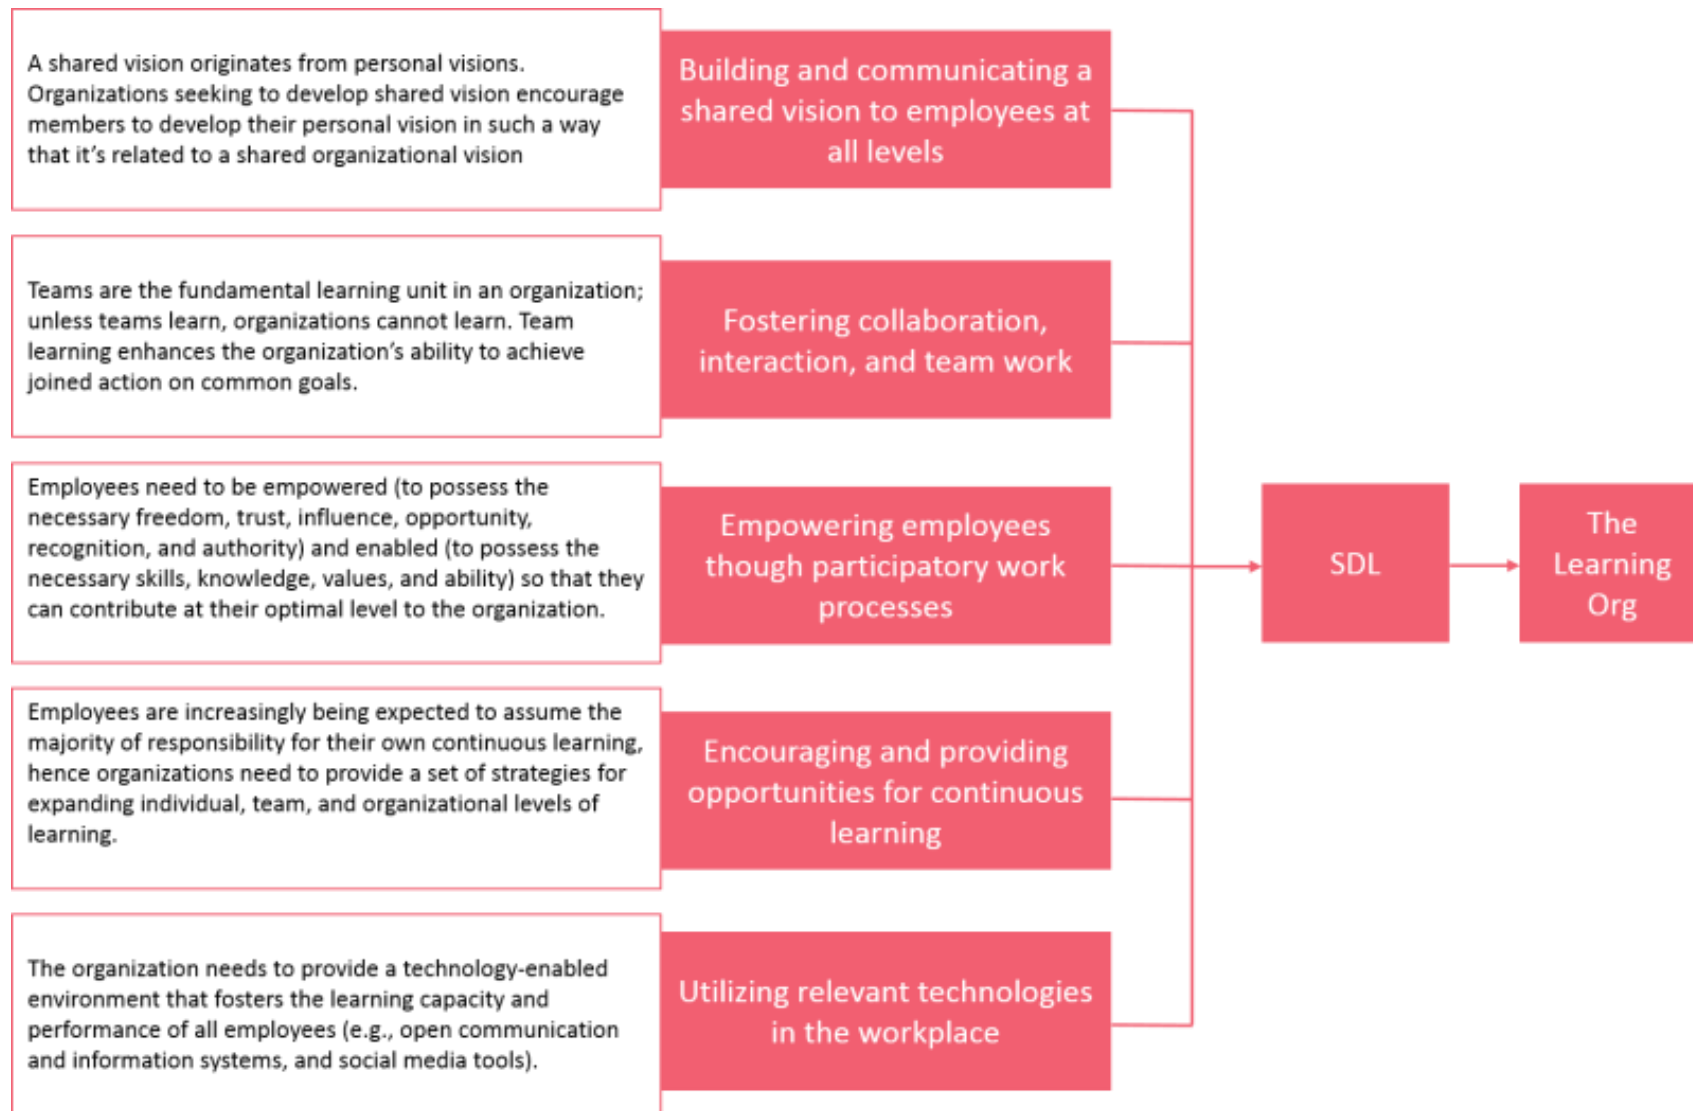 A shared vision originates from personal visions.
Organizations seeking to develop shared vision encourage
members to develop their personal vision in such a way
that it's related to a shared organizational vision
Building and communicating a
shared vision to employees at
all levels
Teams are the fundamental learning unit in an organization;
unless teams learn, organizations cannot learn. Team
learning enhances the organization's ability to achieve
joined action on common goals.
Fostering collaboration,
interaction, and team work
Employees need to be empowered (to possess the
necessary freedom, trust, influence, opportunity,
recognition, and authority) and enabled (to possess the
necessary skills, knowledge, values, and ability) so that they
can contribute at their optimal level to the organization.
Empowering employees
though participatory work
processes
SDL
The
Learning
Org
Employees are increasingly being expected to assume the
majority of responsibility for their own continuous learning,
hence organizations need to provide a set of strategies for
expanding individual, team, and organizational levels of
learning.
Encouraging and providing
opportunities for continuous
learning
The organization needs to provide a technology-enabled
environment that fosters the learning capacity and
performance of all employees (e.g., open communication
and information systems, and social media tools).
Utilizing relevant technologies
in the workplace